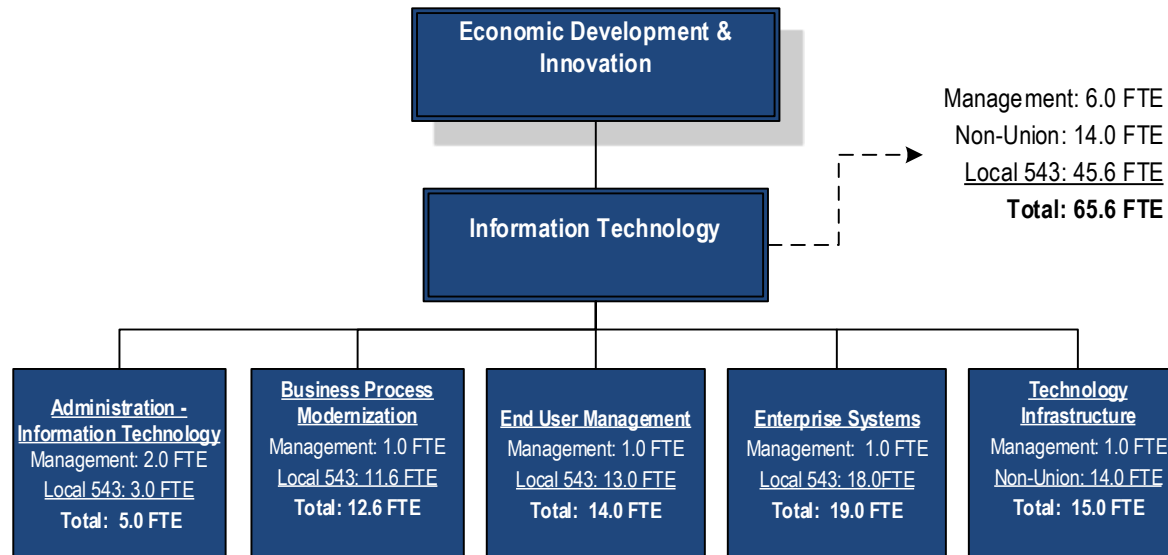 Economic Development &
Innovation
Management: 6.0 FTE
Non-Union: 14.0 FTE
Local 543: 45.6 FTE
Total: 65.6 FTE
Information Technology
Administration -
Information Technology
Management: 2.0 FTE
Local 543: 3.0 FTE
Total: 5.0 FTE
Business Process
Modernization
Management: 1.0 FTE
Local 543: 11.6 FTE
Total: 12.6 FTE
End User Management
Management: 1.0 FTE
Local 543: 13.0 FTE
Total: 14.0 FTE
Enterprise Systems
Management: 1.0 FTE
Local 543: 18.0FTE
Total: 19.0 FTE
Technology
Infrastructure
Management: 1.0 FTE
Non-Union: 14.0 FTE
Total: 15.0 FTE